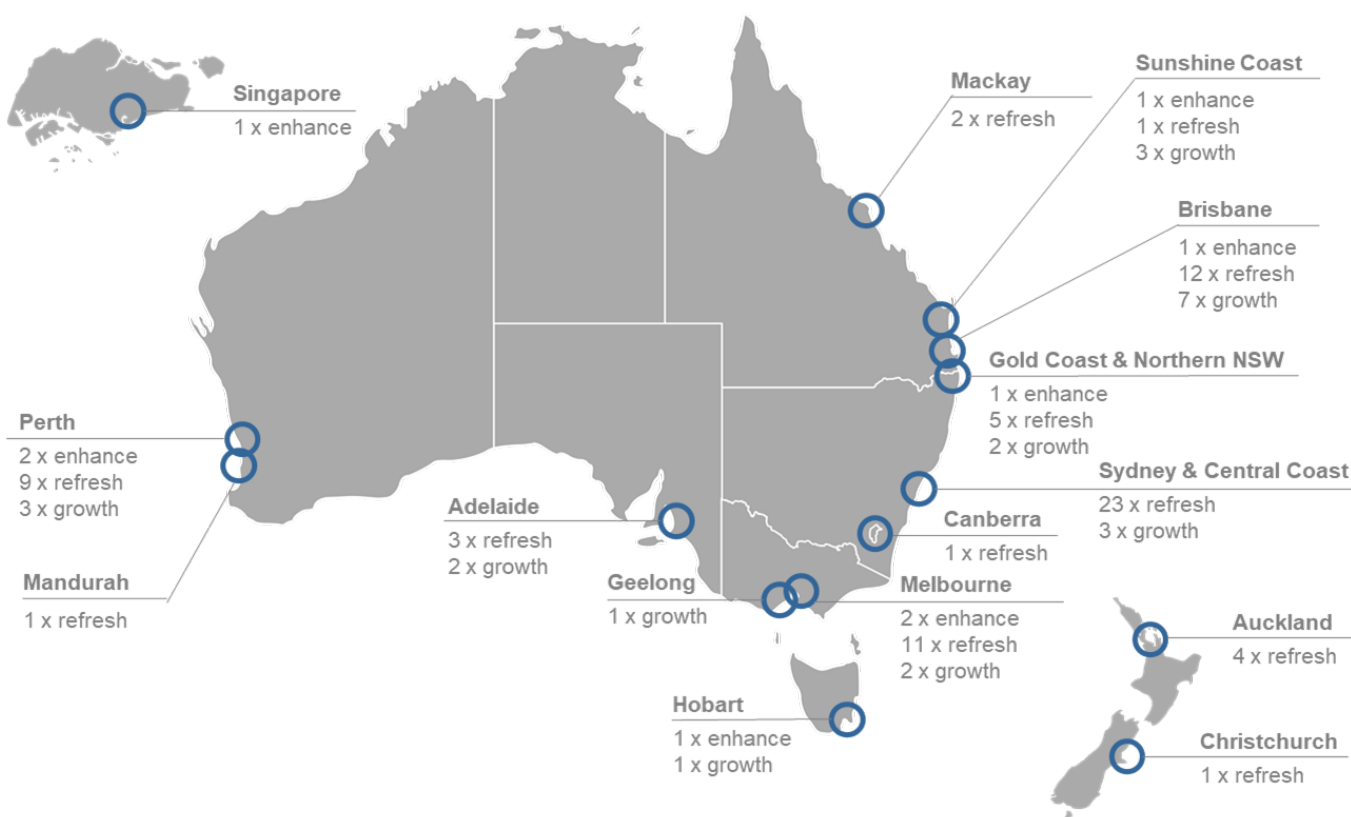 Singapore
1 x enhance
Mackay
2 x refresh
Sunshine Coast
1 x enhance
1 x refresh
3 x growth
Brisbane
1 x enhance
12 x refresh
7 x growth
Gold Coast & Northern NSW
1 x enhance
5 x refresh
2 x growth
Perth
2 x enhance
9 x refresh
3 x growth
Sydney & Central Coast
23 x refresh
3 x growth
Adelaide
3 x refresh
2 x growth
Canberra
1 x refresh
Mandurah
1 x refresh
Geelong
1 x growth
Melbourne
2 x enhance
11 x refresh
2 x growth
Auckland
4 x refresh
Hobart
1 x enhance
1 x growth
Christchurch
1 x refresh